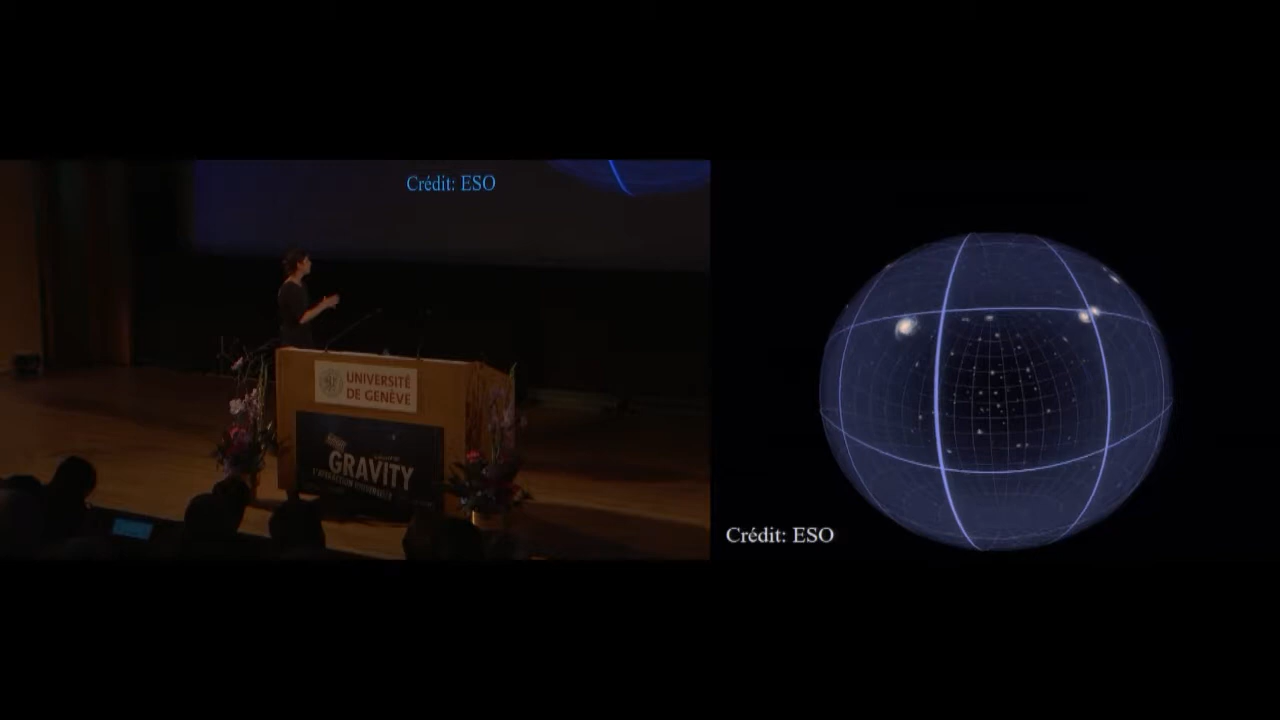 Crédit: ESO
UNIVERSITÉ
DE GENÈVE
GRAVITY
Crédit: ESO